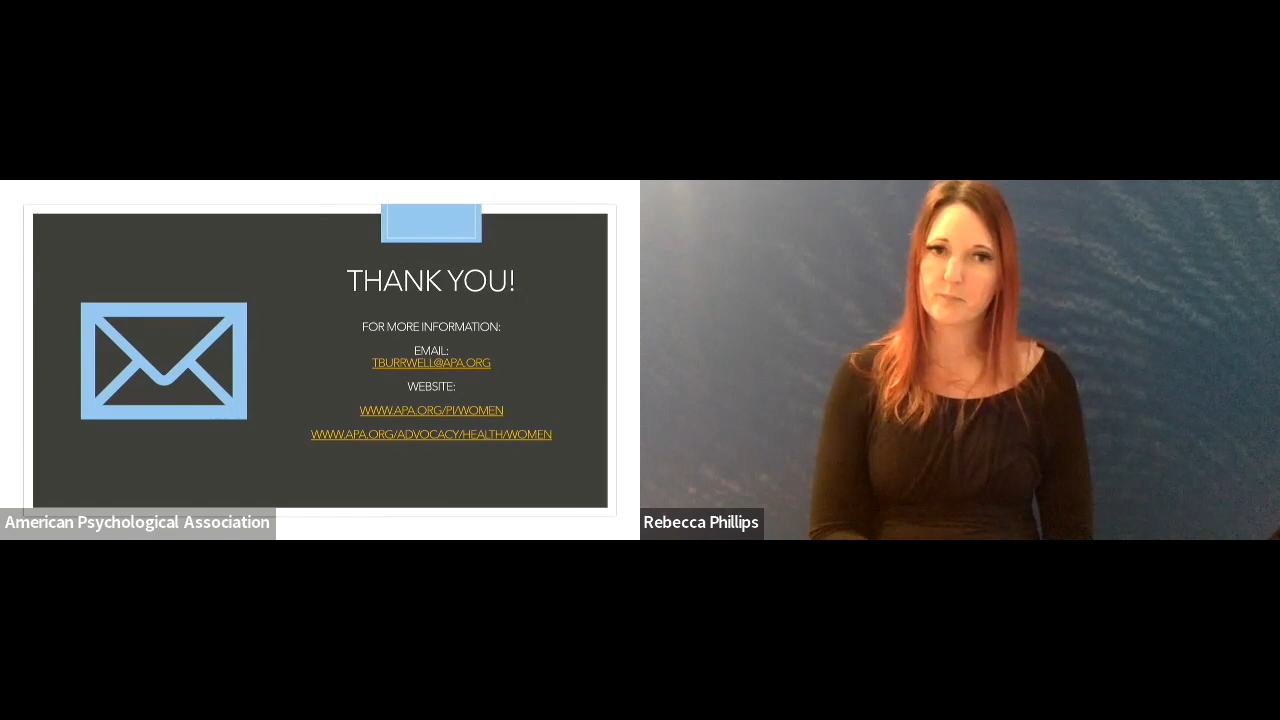 THANK YOU!
FOR MORE INFORMATION:
EMAIL:
TBURRWELL@APA.ORG
WEBSITE:
WWW.APA.ORG/PI/WOMEN
WWW.APA.ORG/ADVOCACY/HEALTH/WOMEN
American Psychological Association
Rebecca Phillips